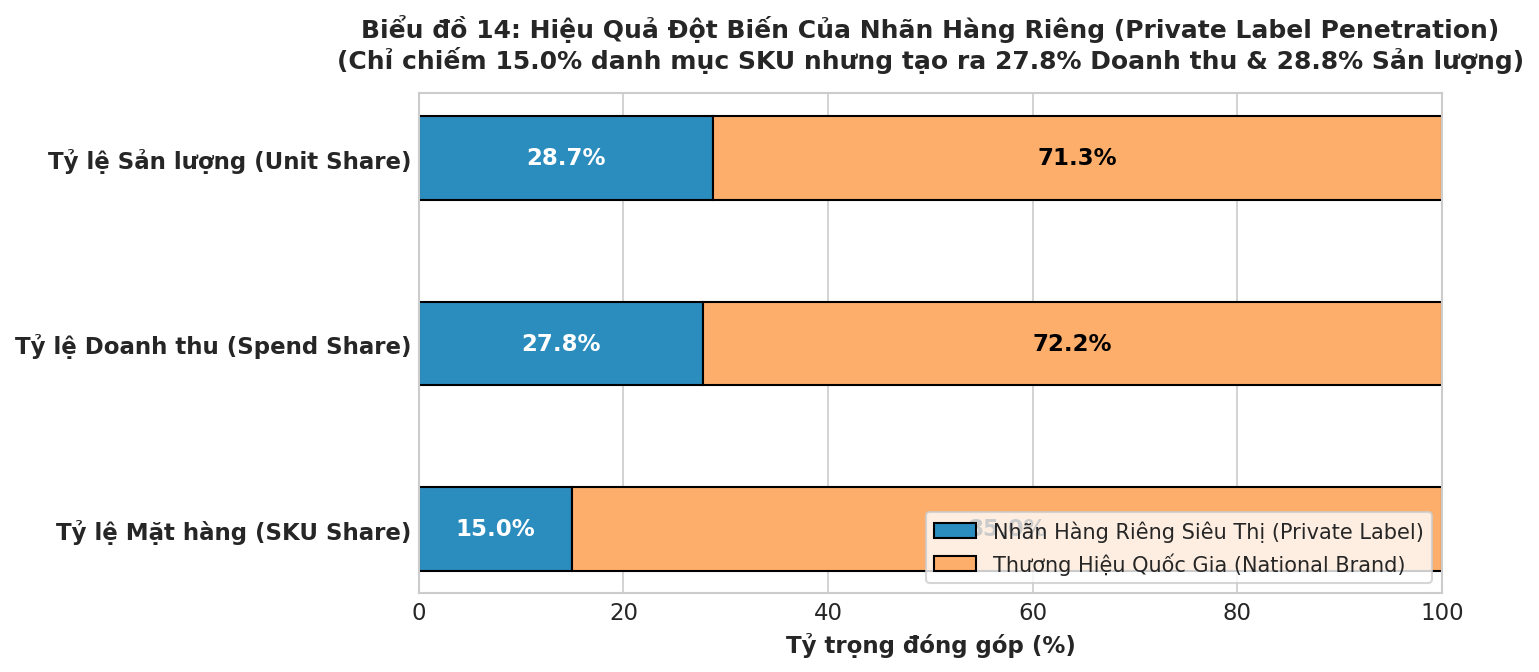 Biểu đồ 14: Hiệu Quả Đột Biến Của Nhãn Hàng Riêng (Private Label Penetration)
(Chỉ chiếm 15.0% danh mục SKU nhưng tạo ra 27.8% Doanh thu & 28.8% Sản lượng)
Tỷ lệ Sản lượng (Unit Share)
28.7%
71.3%
Tỷ lệ Doanh thu (Spend Share)
27.8%
72.2%
Tỷ lệ Mặt hàng (SKU Share)
15.0%
85.0%
Nhãn Hàng Riêng Siêu Thị (Private Label)
Thương Hiệu Quốc Gia (National Brand)
0
20
40
60
80
100
Tỷ trọng đóng góp (%)